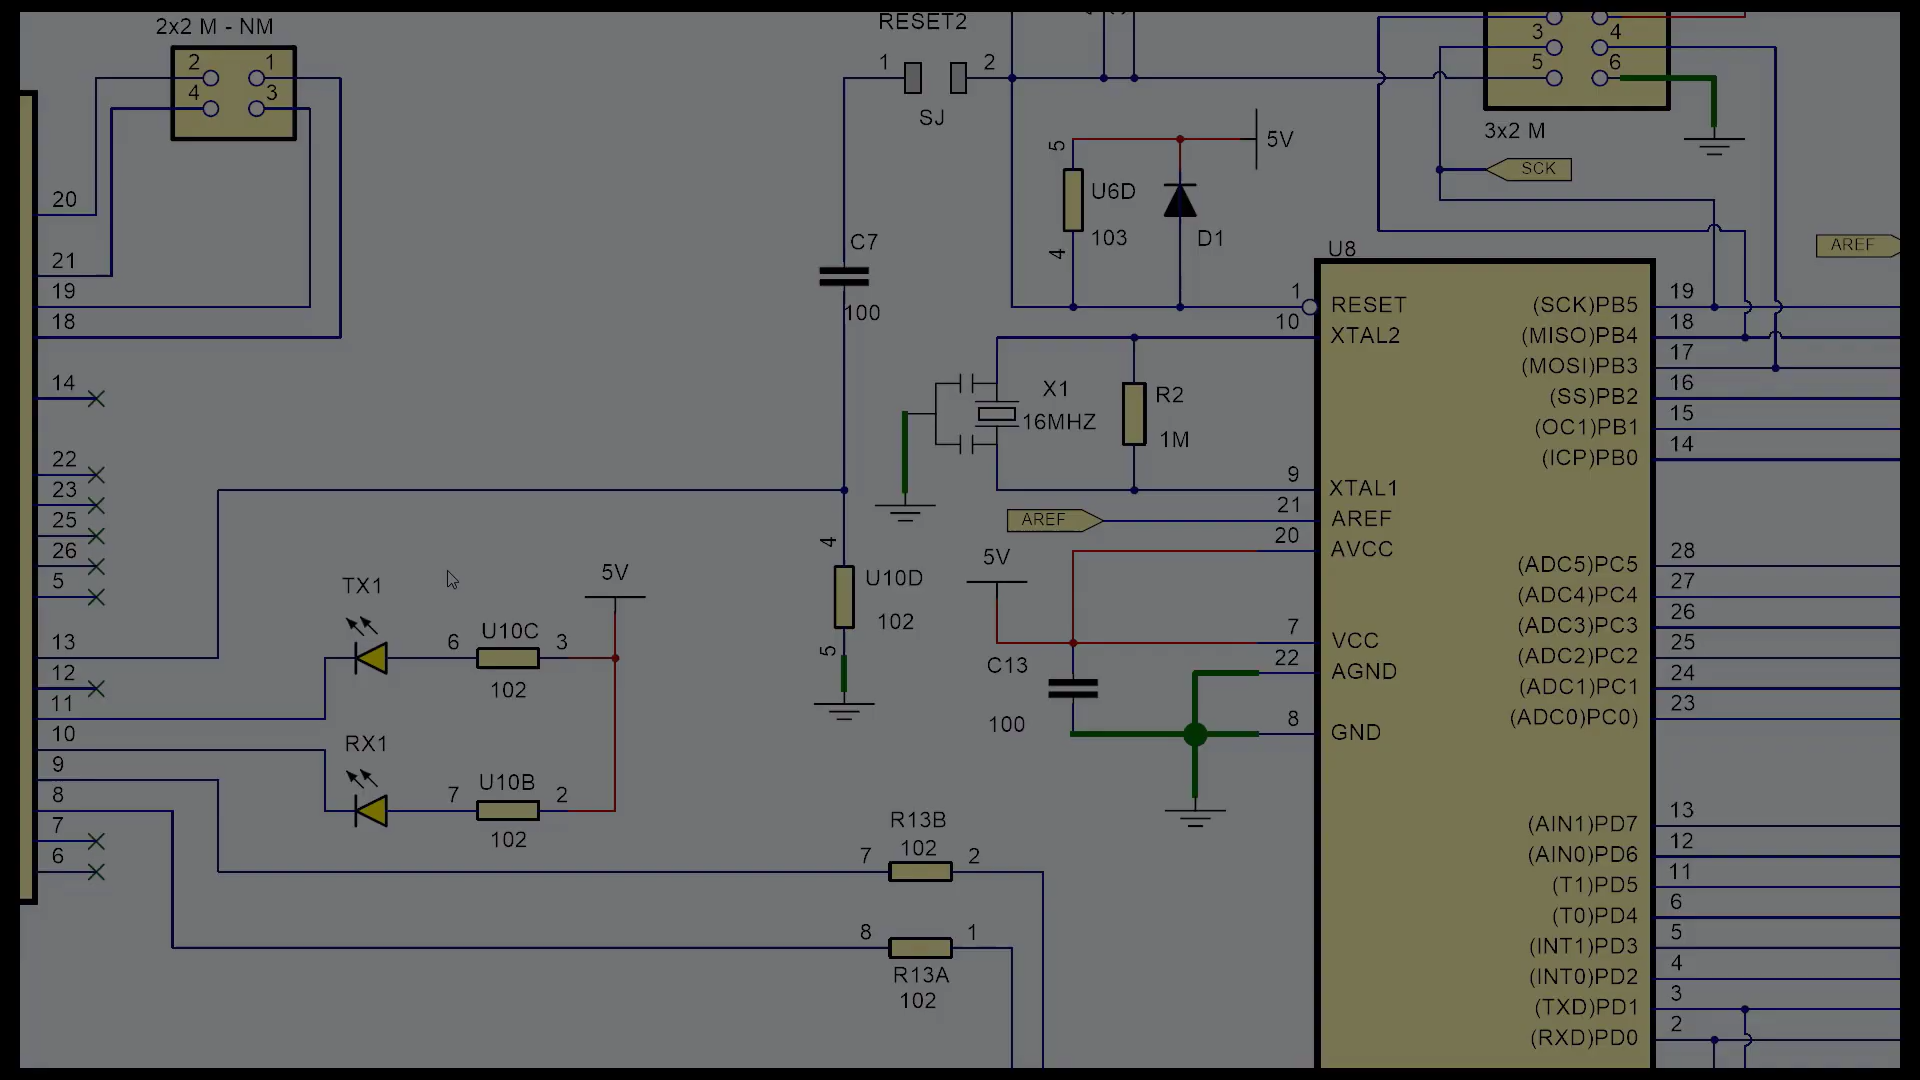 2x2 M - NM
2 1
4 3
20
21
19
18
14
22
23
25
26
5
13
12
11
10
9
8
7
6
TX1
6 U10C 3
102
5V
RX1
7 U10B 2
102
RESET2
1 2
SJ
C7
100
4
U10D
102
5
R13B
102
7 2
8 1
R13A
102
5
U6D
103
4
D1
5V
3 4
5 6
3x2 M
SCK
AREF
X1
16MHZ
R2
1M
AREF
5V
C13
100
U8
1 RESET
10 XTAL2
9 XTAL1
21 AREF
20 AVCC
7 VCC
22 AGND
8 GND
(SCK)PB5 19
(MISO)PB4 18
(MOSI)PB3 17
(SS)PB2 16
(OC1)PB1 15
(ICP)PB0 14
(ADC5)PC5 28
(ADC4)PC4 27
(ADC3)PC3 26
(ADC2)PC2 25
(ADC1)PC1 24
(ADC0)PC0) 23
(AIN1)PD7 13
(AIN0)PD6 12
(T1)PD5 11
(T0)PD4 6
(INT1)PD3 5
(INT0)PD2 4
(TXD)PD1 3
(RXD)PD0 2